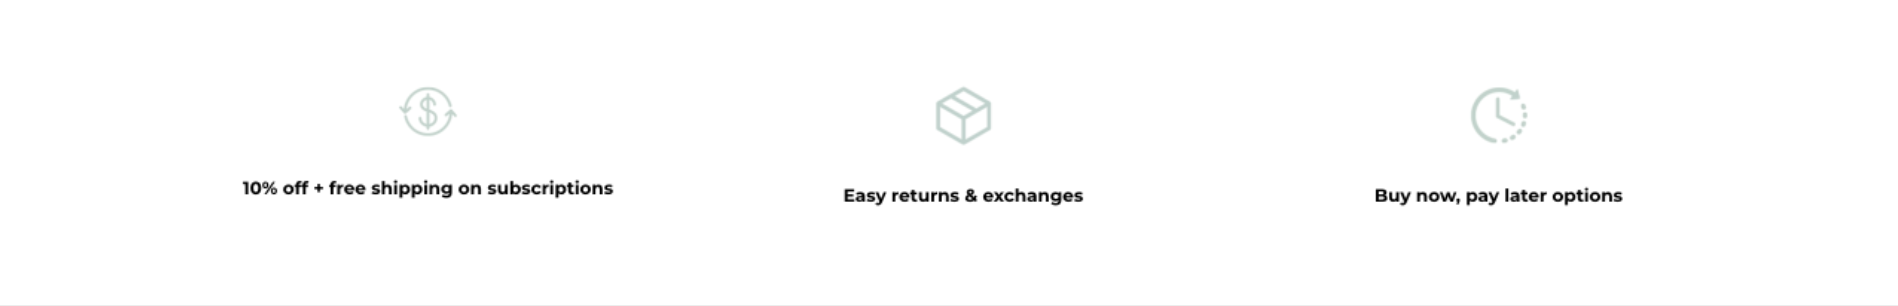 10% off + free shipping on subscriptions
Easy returns & exchanges
Buy now, pay later options